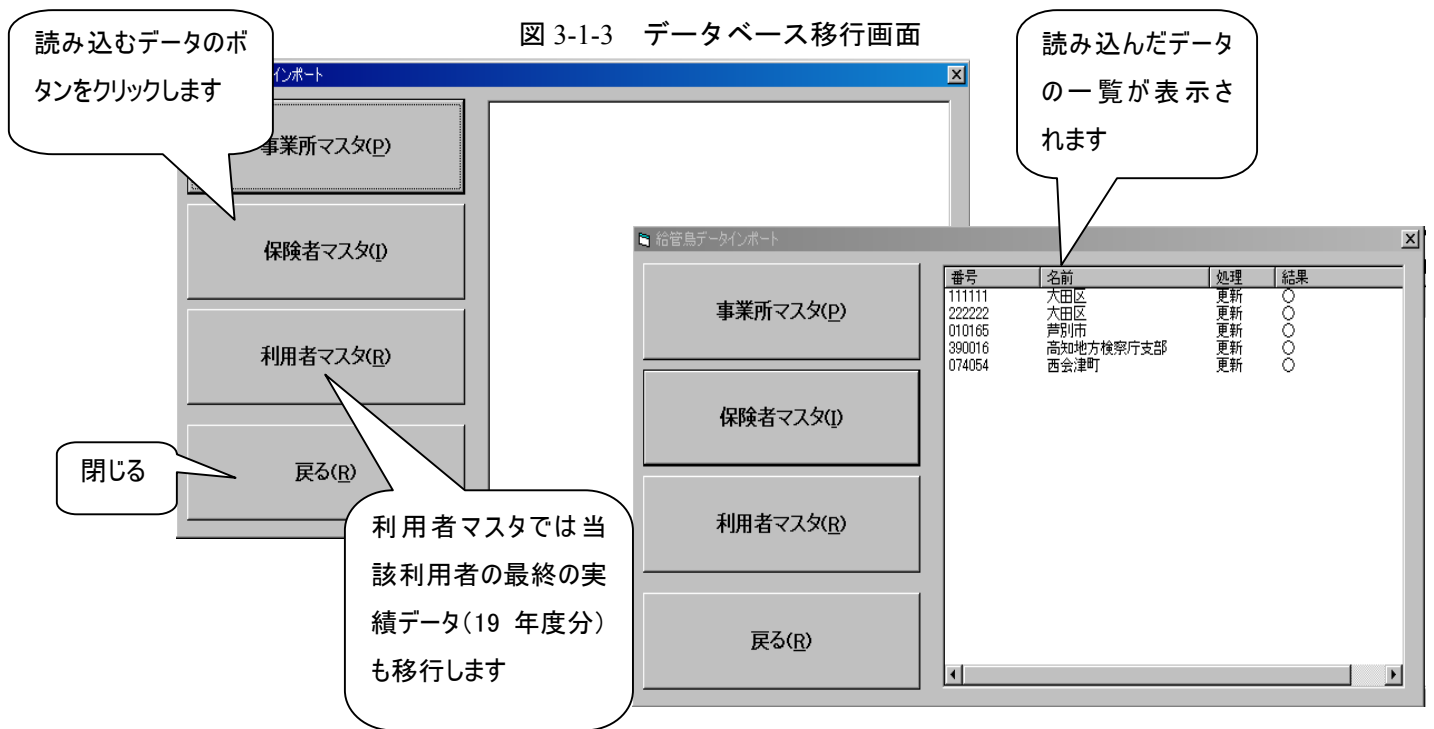 図 3-1-3 データベース移行画面
読み込むデータのボ
タンをクリックします
読み込んだデータ
の一覧が表示さ
れます
インポート
事業所マスタ(P)
保険者マスタ(I)
利用者マスタ(R)
戻る(R)
閉じる
利用者マスタでは当
該利用者の最終の実
績データ(19 年度分)
も移行します
給管鳥データインポート
事業所マスタ(P)
保険者マスタ(I)
利用者マスタ(R)
戻る(R)
番号 名前 処理 結果
111111 大田区 更新 ○
222222 大田区 更新 ○
010165 芦別市 更新 ○
390016 高知地方検察庁支部 更新 ○
074054 西会津町 更新 ○